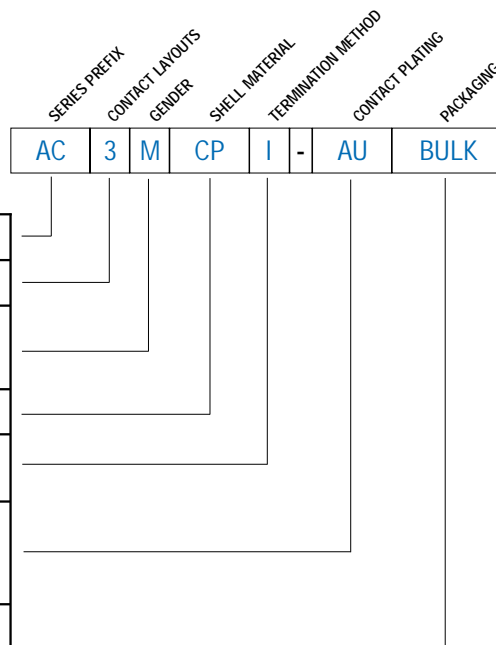 SERIES PREFIX
CONTACT LAYOUTS
GENDER
SHELL MATERIAL
TERMINATION METHOD
CONTACT PLATING
PACKAGING
AC 3 M CP I - AU BULK